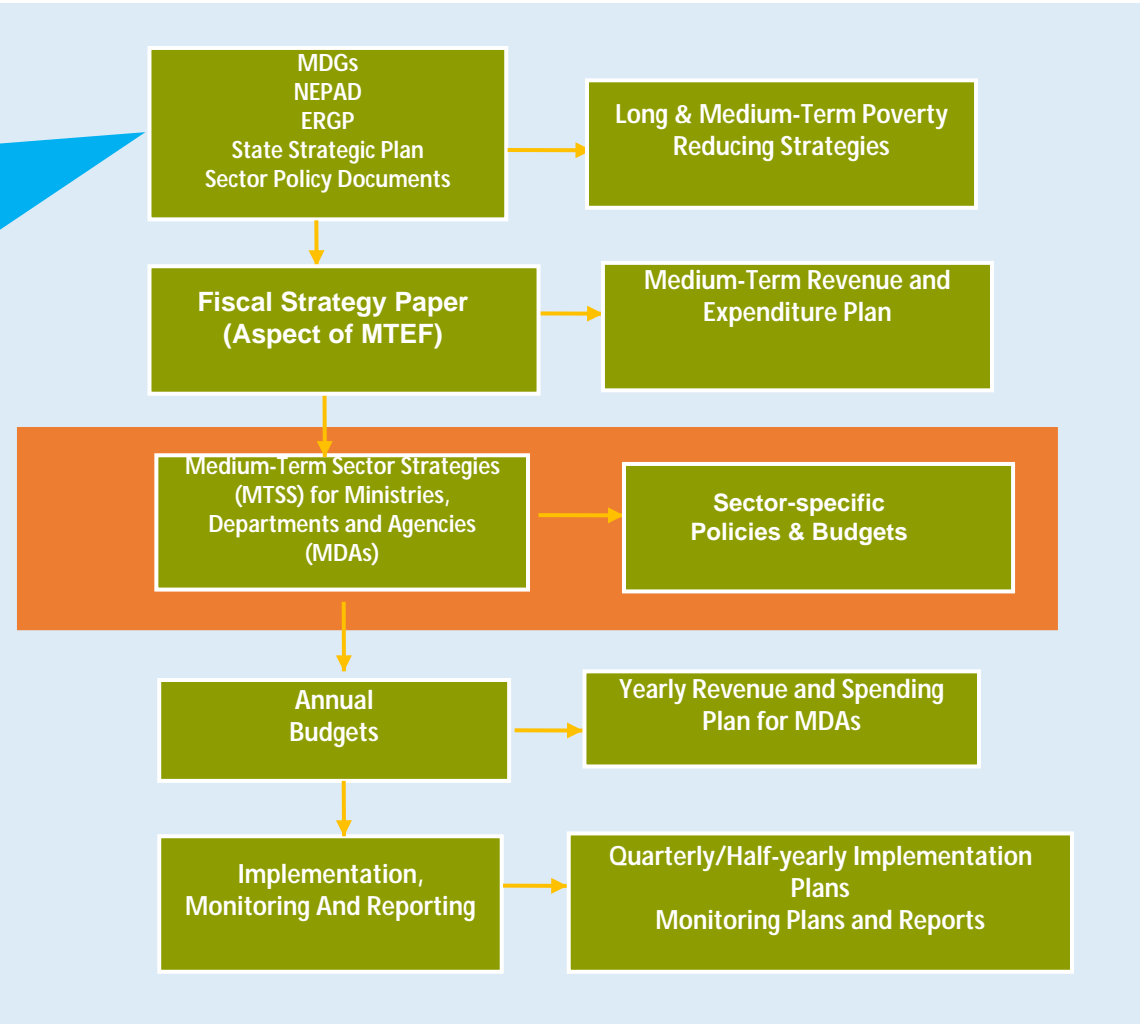 MDGs
NEPAD
ERGP
State Strategic Plan
Sector Policy Documents
Long & Medium-Term Poverty
Reducing Strategies
Fiscal Strategy Paper
(Aspect of MTEF)
Medium-Term Revenue and
Expenditure Plan
Medium-Term Sector Strategies
(MTSS) for Ministries,
Departments and Agencies
(MDAs)
Sector-specific
Policies & Budgets
Annual
Budgets
Yearly Revenue and Spending
Plan for MDAs
Implementation,
Monitoring And Reporting
Quarterly/Half-yearly Implementation
Plans
Monitoring Plans and Reports